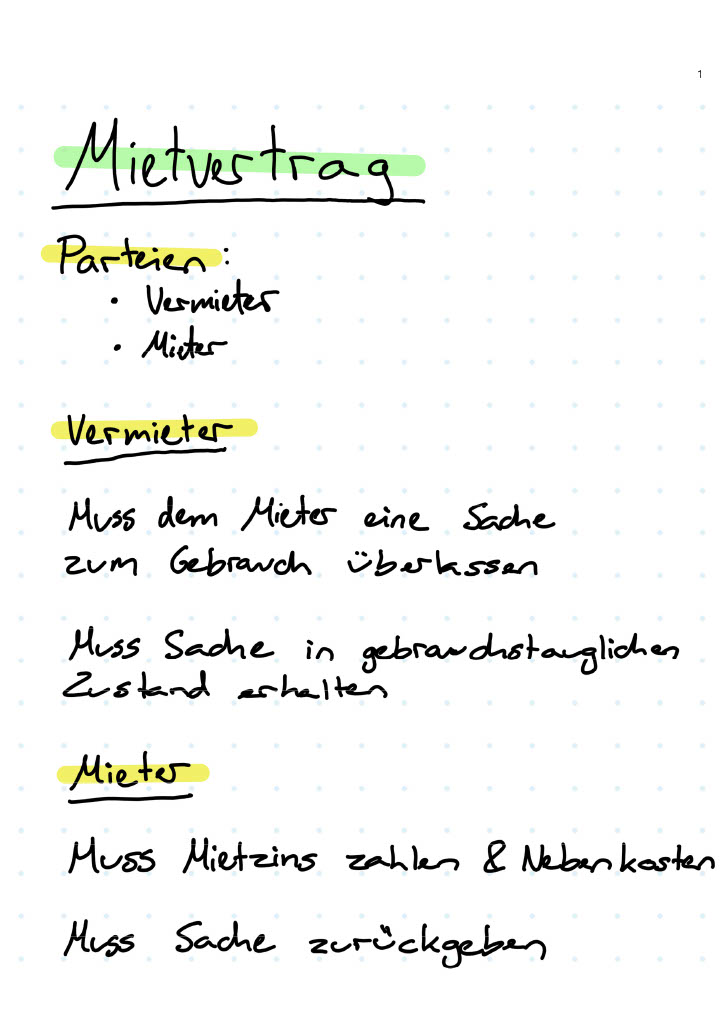 1
Mietvertrag
Parteien:
• Vermieter
• Mieter
Vermieter
Muss dem Mieter eine Sache
zum Gebrauch überlassen
Muss Sache in gebrauchstauglichen
Zustand erhalten
Mieter
Muss Mietzins zahlen & Nebenkosten
Muss Sache zurückgeben